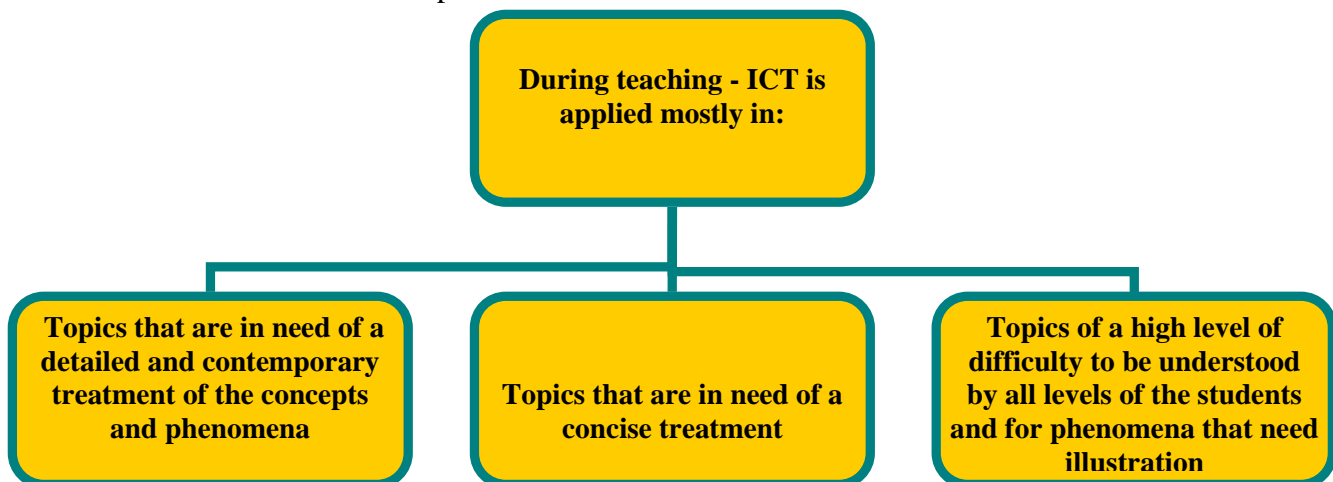 During teaching - ICT is
applied mostly in:
Topics that are in need of a
detailed and contemporary
treatment of the concepts
and phenomena
Topics that are in need of a
concise treatment
Topics of a high level of
difficulty to be understood
by all levels of the students
and for phenomena that need
illustration